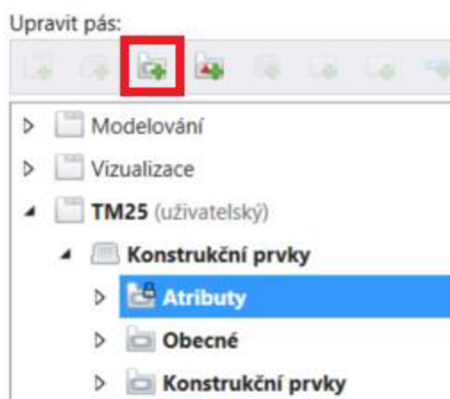 Upravit pás:
Modelování
Vizualizace
TM25 (uživatelský)
Konstrukční prvky
Atributy
Obecné
Konstrukční prvky